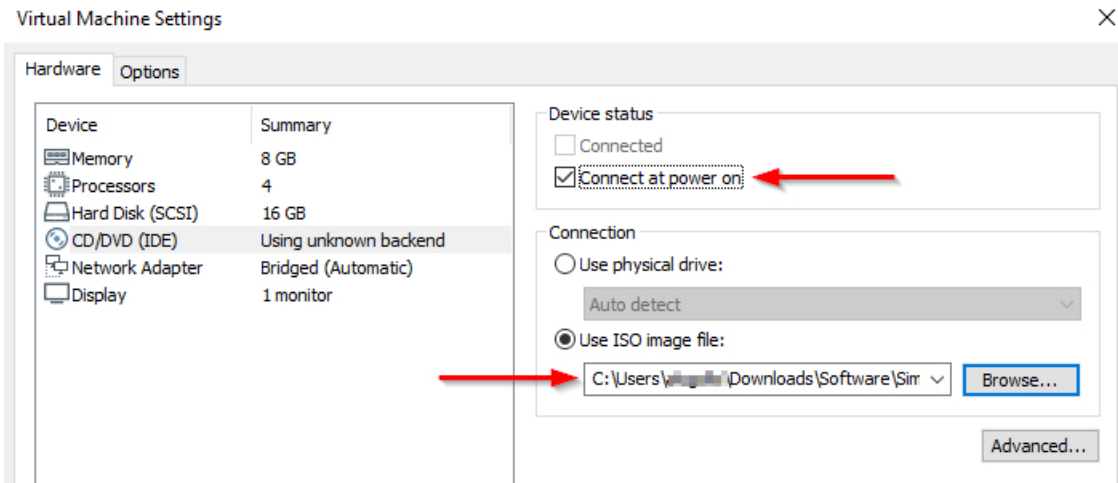 Virtual Machine Settings
Hardware Options
Device Summary
Memory 8 GB
Processors 4
Hard Disk (SCSI) 16 GB
CD/DVD (IDE) Using unknown backend
Network Adapter Bridged (Automatic)
Display 1 monitor
Device status
Connected
Connect at power on
Connection
Use physical drive:
Auto detect
Use ISO image file:
C:\Users\ \Downloads\Software\Sim
Browse...
Advanced...